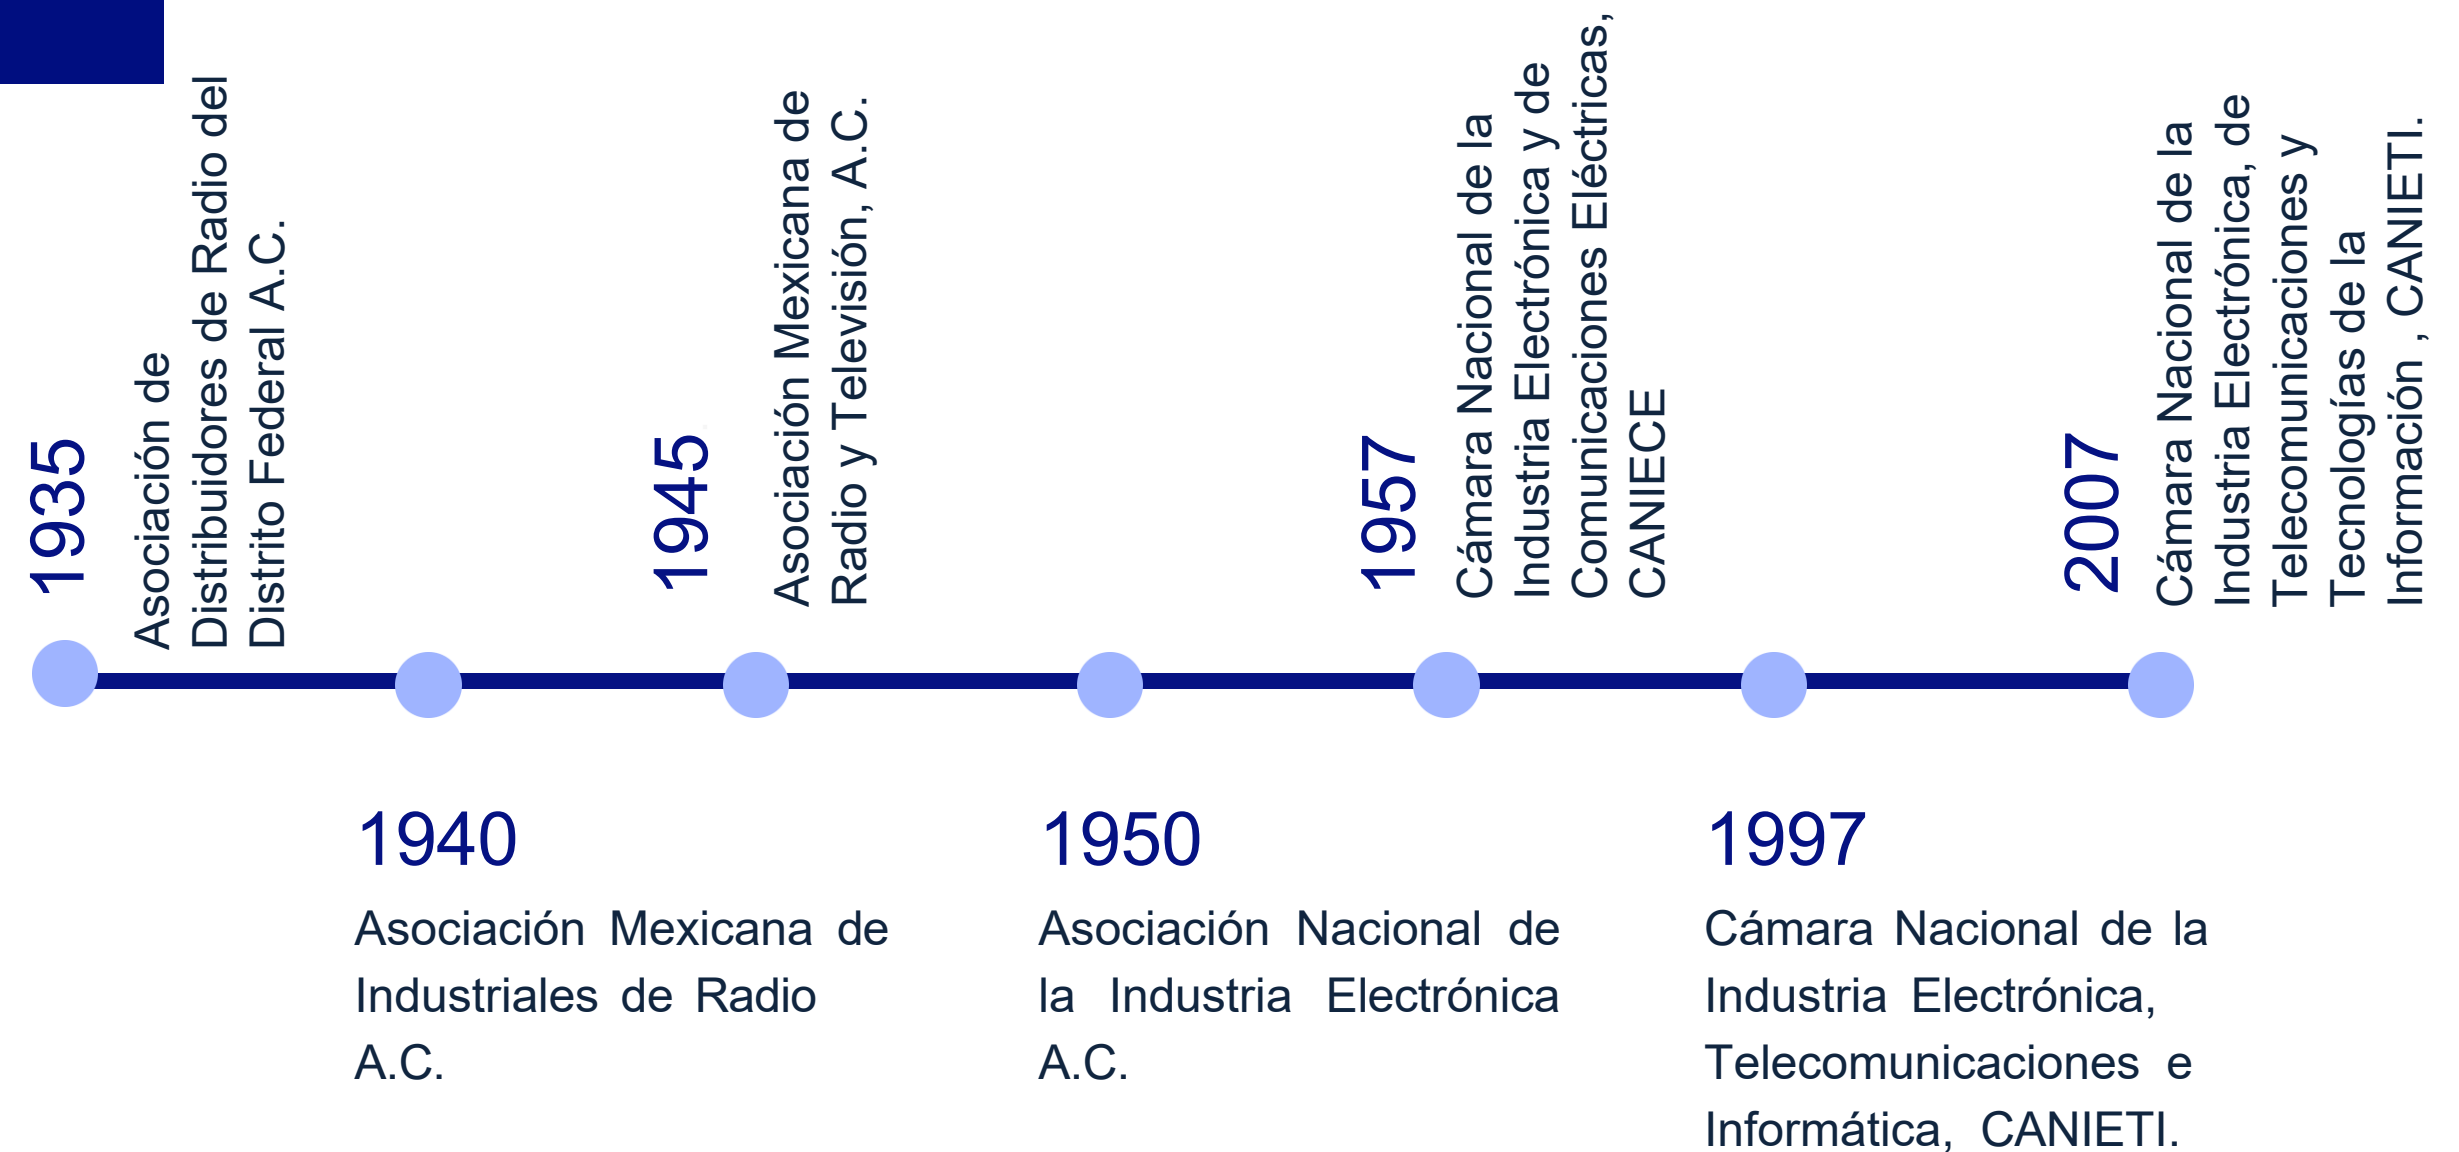 1935
Asociación de
Distribuidores de Radio del
Distrito Federal A.C.
1940
Asociación Mexicana de
Industriales de Radio
A.C.
1945
Asociación Mexicana de
Radio y Televisión, A.C.
1950
Asociación Nacional de
la Industria Electrónica
A.C.
1957
Cámara Nacional de la
Industria Electrónica y de
Comunicaciones Eléctricas,
CANIECE
1997
Cámara Nacional de la
Industria Electrónica,
Telecomunicaciones e
Informática, CANIETI.
2007
Cámara Nacional de la
Industria Electrónica, de
Telecomunicaciones y
Tecnologías de la
Información , CANIETI.